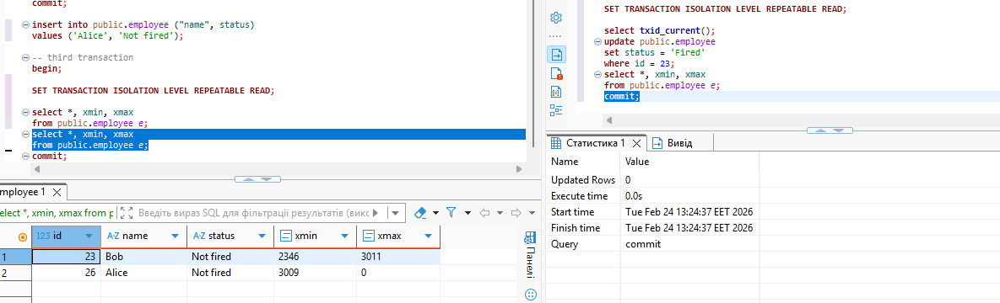 commit;
insert into public.employee ("name", status)
values ('Alice', 'Not fired');
-- third transaction
begin;
SET TRANSACTION ISOLATION LEVEL REPEATABLE READ;
select *, xmin, xmax
from public.employee e;
select *, xmin, xmax
from public.employee e;
commit;
mployee 1
elect *, xmin, xmax from p
Введіть вираз SQL для фільтрації результатів (викс
123 id
A-Z name
A-Z status
xmin
xmax
1 23 Bob Not fired 2346 3011
2 26 Alice Not fired 3009 0
Панелі
SET TRANSACTION ISOLATION LEVEL REPEATABLE READ;
select txid_current();
update public.employee
set status = 'Fired'
where id = 23;
select *, xmin, xmax
from public.employee e;
commit;
Статистика 1
Вивід
Name Value
Updated Rows 0
Execute time 0.0s
Start time Tue Feb 24 13:24:37 EET 2026
Finish time Tue Feb 24 13:24:37 EET 2026
Query commit